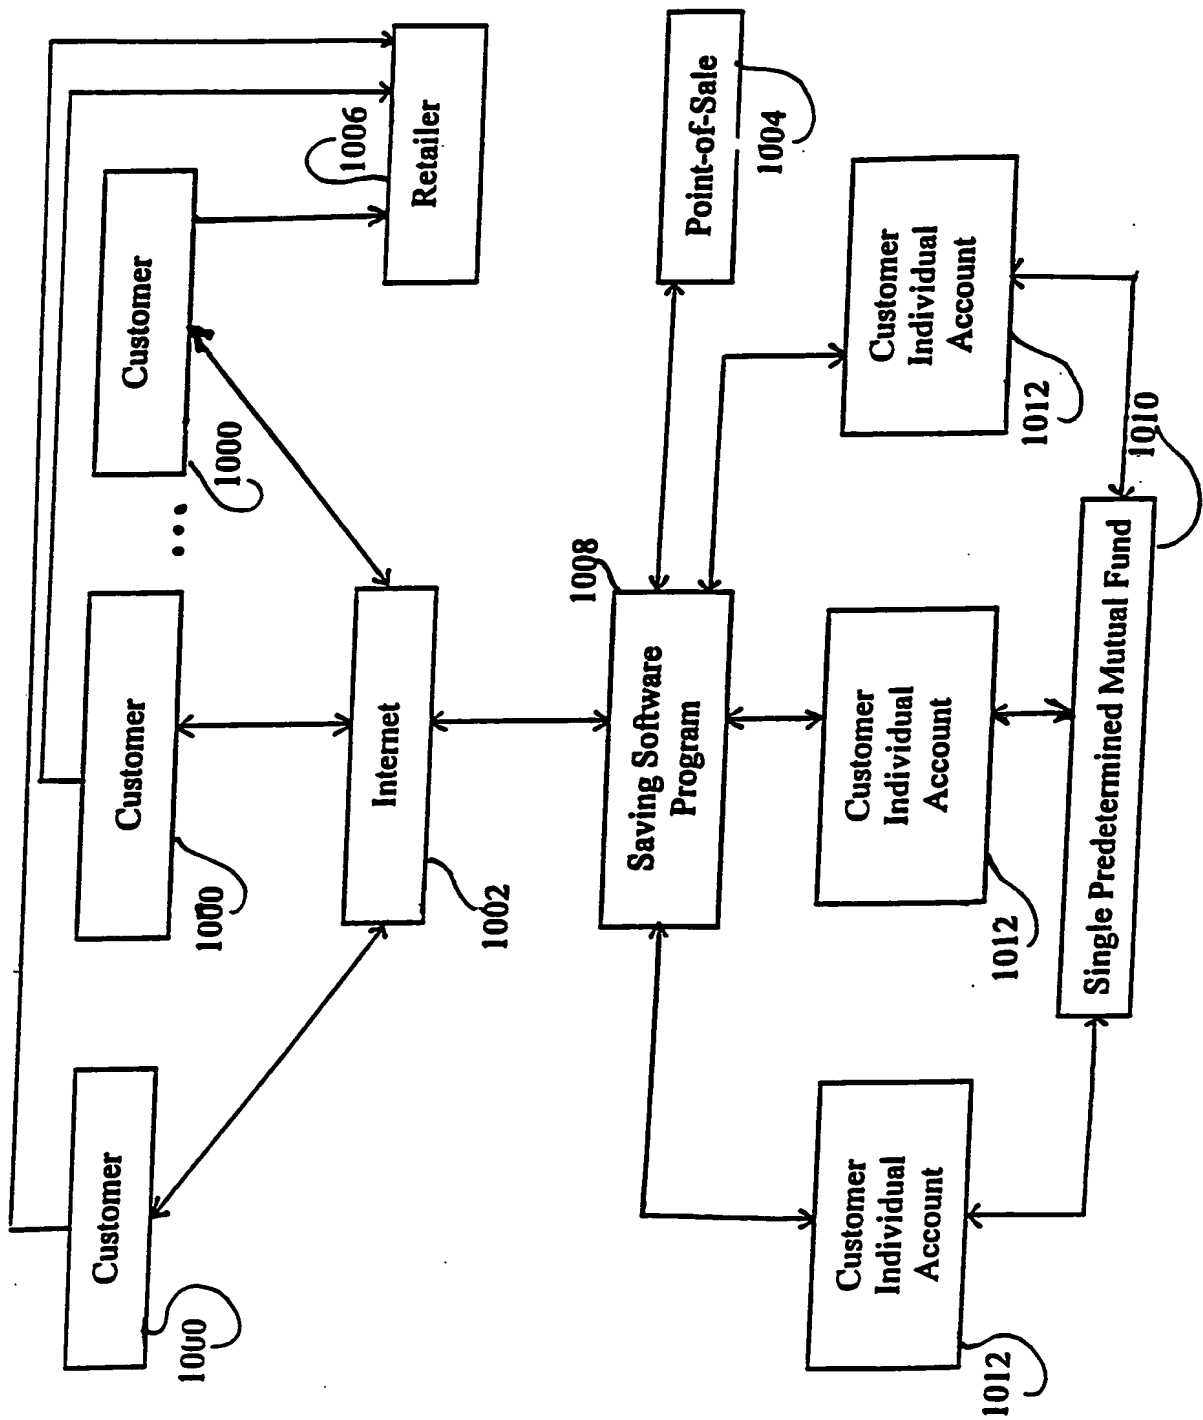 Customer
1000
Customer
1000
...
Customer
1000
1006
Retailer
Internet
1002
1008
Saving Software
Program
Point-of-Sale
1004
Customer
Individual
Account
1012
Customer
Individual
Account
1012
Customer
Individual
Account
1012
1010
Single Predetermined Mutual Fund